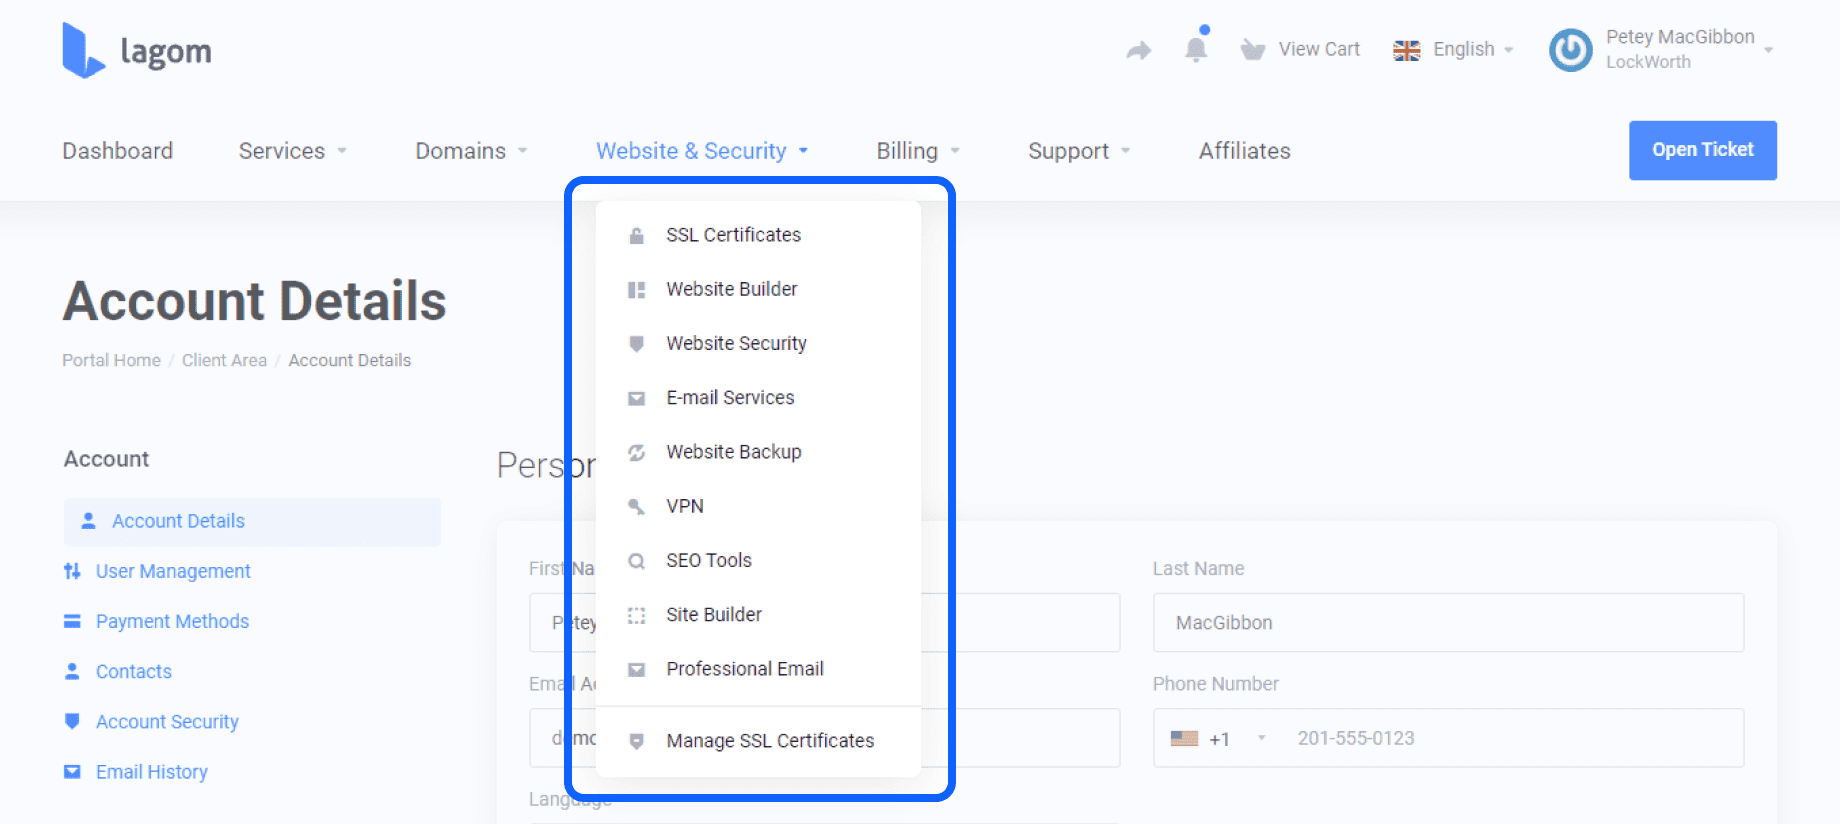 lagom
View Cart
English
Petey MacGibbon
LockWorth
Dashboard
Services
Domains
Website & Security
Billing
Support
Affiliates
Open Ticket
SSL Certificates
Website Builder
Website Security
E-mail Services
Website Backup
VPN
SEO Tools
Site Builder
Professional Email
Manage SSL Certificates
Account Details
Portal Home / Client Area / Account Details
Account
Account Details
User Management
Payment Methods
Contacts
Account Security
Email History
Person
First Na
Last Name
Petey
MacGibbon
Email Ad
Phone Number
demo
+1 201-555-0123
Language